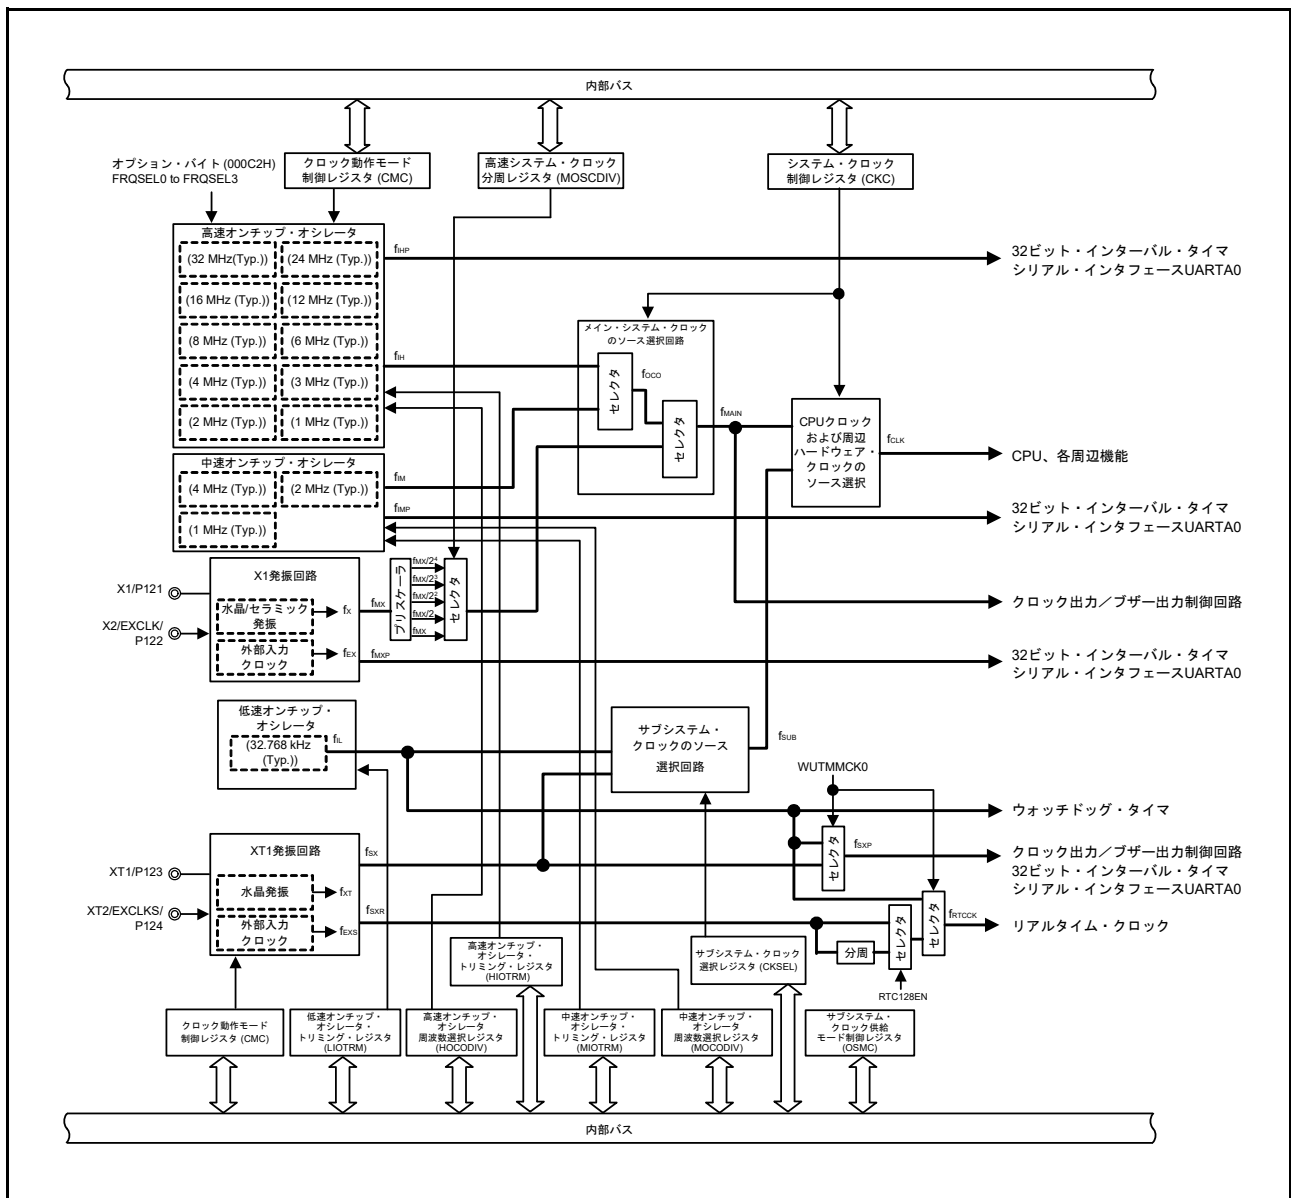 内部バス
オプション・バイト (000C2H)
FRQSEL0 to FRQSEL3
クロック動作モード
制御レジスタ (CMC)
高速システム・クロック
分周レジスタ (MOSCDIV)
システム・クロック
制御レジスタ (CKC)
高速オンチップ・オシレータ
(32 MHz(Typ.))
(24 MHz (Typ.))
(16 MHz (Typ.))
(12 MHz (Typ.))
(8 MHz (Typ.))
(6 MHz (Typ.))
(4 MHz (Typ.))
(3 MHz (Typ.))
(2 MHz (Typ.))
(1 MHz (Typ.))
fIHP
32ビット・インターバル・タイマ
シリアル・インタフェースUARTA0
fIH
メイン・システム・クロック
のソース選択回路
セレクタ
fOCO
セレクタ
fMAIN
CPUクロック
および周辺
ハードウェア・
クロックの
ソース選択
fCLK
CPU、各周辺機能
中速オンチップ・オシレータ
(4 MHz (Typ.))
(2 MHz (Typ.))
(1 MHz (Typ.))
fIM
fIMP
32ビット・インターバル・タイマ
シリアル・インタフェースUARTA0
X1/P121
X2/EXCLK/
P122
X1発振回路
水晶/セラミック
発振
fX
外部入力
クロック
fEX
fMX
プリスケーラ
fMX/2⁴
fMX/2³
fMX/2²
fMX/2
fMX
セレクタ
クロック出力／ブザー出力制御回路
fMXP
32ビット・インターバル・タイマ
シリアル・インタフェースUARTA0
低速オンチップ・
オシレータ
(32.768 kHz
(Typ.))
fIL
サブシステム・
クロックのソース
選択回路
fSUB
WUTMMCK0
ウォッチドッグ・タイマ
XT1/P123
XT2/EXCLKS/
P124
XT1発振回路
水晶発振
fXT
外部入力
クロック
fEXS
fSX
fSXR
セレクタ
fSXP
クロック出力／ブザー出力制御回路
32ビット・インターバル・タイマ
シリアル・インタフェースUARTA0
分周
セレクタ
RTC128EN
セレクタ
fRTCCK
リアルタイム・クロック
高速オンチップ・
オシレータ・
トリミング・レジスタ
(HIOTRM)
サブシステム・クロック
選択レジスタ (CKSEL)
クロック動作モード
制御レジスタ (CMC)
低速オンチップ・
オシレータ・
トリミング・レジスタ
(LIOTRM)
高速オンチップ・
オシレータ
周波数選択レジスタ
(HOCODIV)
中速オンチップ・
オシレータ・
トリミング・レジスタ
(MIOTRM)
中速オンチップ・
オシレータ
周波数選択レジスタ
(MOCODIV)
サブシステム・
クロック供給
モード制御レジスタ
(OSMC)
内部バス